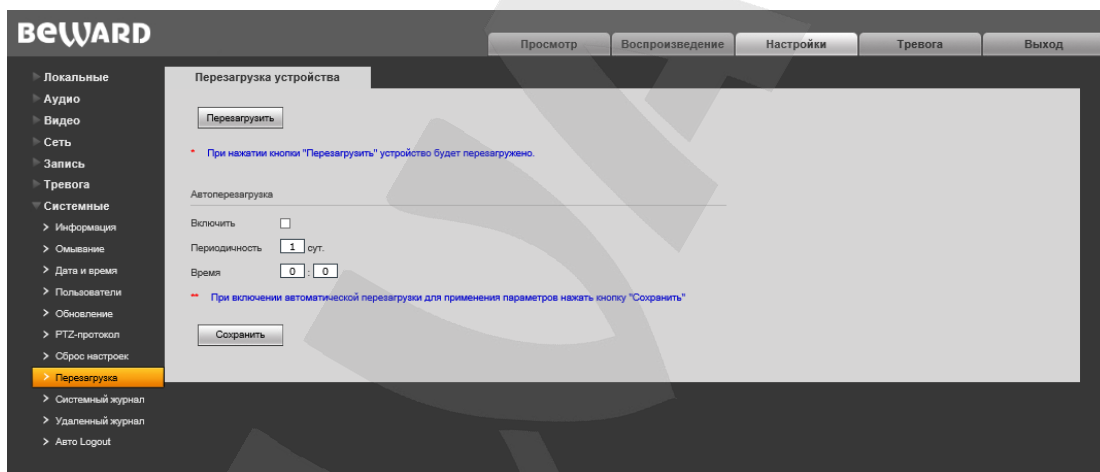 BEWARD
Просмотр
Воспроизведение
Настройки
Тревога
Выход
Локальные
Аудио
Видео
Сеть
Запись
Тревога
Системные
Информация
Омывание
Дата и время
Пользователи
Обновление
PTZ-протокол
Сброс настроек
Перезагрузка
Системный журнал
Удаленный журнал
Авто Logout
Перезагрузка устройства
Перезагрузить
* При нажатии кнопки "Перезагрузить" устройство будет перезагружено.
Автоперезагрузка
Включить
Периодичность 1 сут.
Время 0 : 0
** При включении автоматической перезагрузки для применения параметров нажать кнопку "Сохранить"
Сохранить